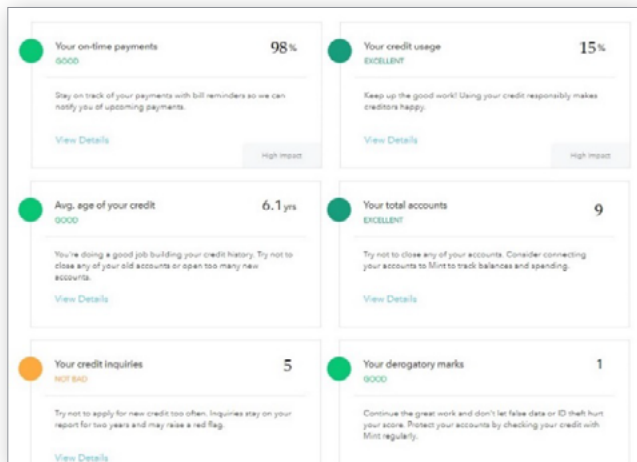 Your on-time payments 98%
GOOD
Stay on track of your payments with bill reminders so we can
notify you of upcoming payments.
View Details
High Impact
Your credit usage 15%
EXCELLENT
Keep up the good work! Using your credit responsibly makes
creditors happy.
View Details
High Impact
Avg. age of your credit 6.1 yrs
GOOD
You're doing a good job building your credit history. Try not to
close any of your old accounts or open too many new
accounts.
View Details
Your total accounts 9
EXCELLENT
Try not to close any of your accounts. Consider connecting
your accounts to Mint to track balances and spending.
View Details
Your credit inquiries 5
NOT BAD
Try not to apply for new credit too often. Inquiries stay on your
report for two years and may raise a red flag.
View Details
Your derogatory marks 1
GOOD
Continue the great work and don't let false data or ID theft hurt
your score. Protect your accounts by checking your credit with
Mint regularly.